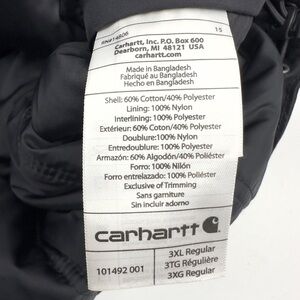 RN#14806
15
Carhartt, Inc. P.O. Box 600
Dearborn, MI 48121 USA
carhartt.com
Made in Bangladesh
Fabriqué au Bangladesh
Hecho en Bangladesh
Shell: 60% Cotton/40% Polyester
Lining: 100% Nylon
Interlining: 100% Polyester
Extérieur: 60% Coton/40% Polyester
Doublure:100% Nylon
Entredoublure: 100% Polyester
Armazón: 60% Algodón/40% Poliéster
Forro: 100% Nilón
Forro entrelazado: 100% Poliéster
Exclusive of Trimming
Sans garniture
Sin incluir adorno
carhartt
101492 001
3XL Regular
3TG Régulière
3XG Regular